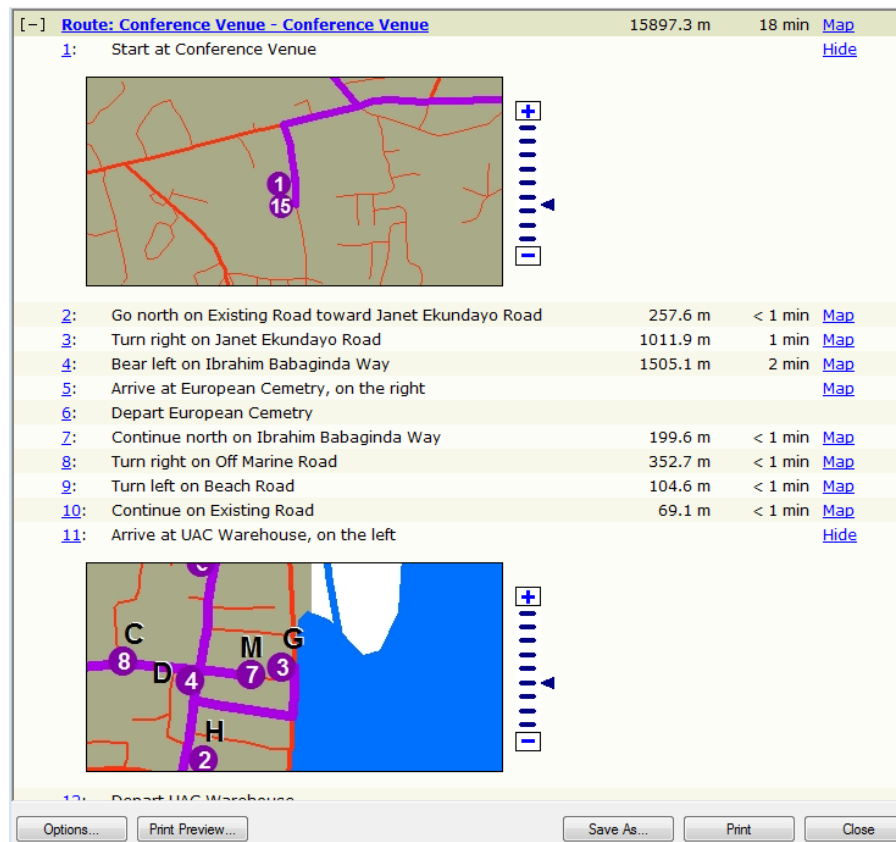 [−] Route: Conference Venue - Conference Venue 15897.3 m 18 min Map
1: Start at Conference Venue Hide
+
1
15
−
2: Go north on Existing Road toward Janet Ekundayo Road 257.6 m < 1 min Map
3: Turn right on Janet Ekundayo Road 1011.9 m 1 min Map
4: Bear left on Ibrahim Babaginda Way 1505.1 m 2 min Map
5: Arrive at European Cemetry, on the right Map
6: Depart European Cemetry
7: Continue north on Ibrahim Babaginda Way 199.6 m < 1 min Map
8: Turn right on Off Marine Road 352.7 m < 1 min Map
9: Turn left on Beach Road 104.6 m < 1 min Map
10: Continue on Existing Road 69.1 m < 1 min Map
11: Arrive at UAC Warehouse, on the left Hide
+
C M G
8 D 4 7 3
H
2
−
12: Depart UAC Warehouse
Options... Print Preview... Save As... Print Close